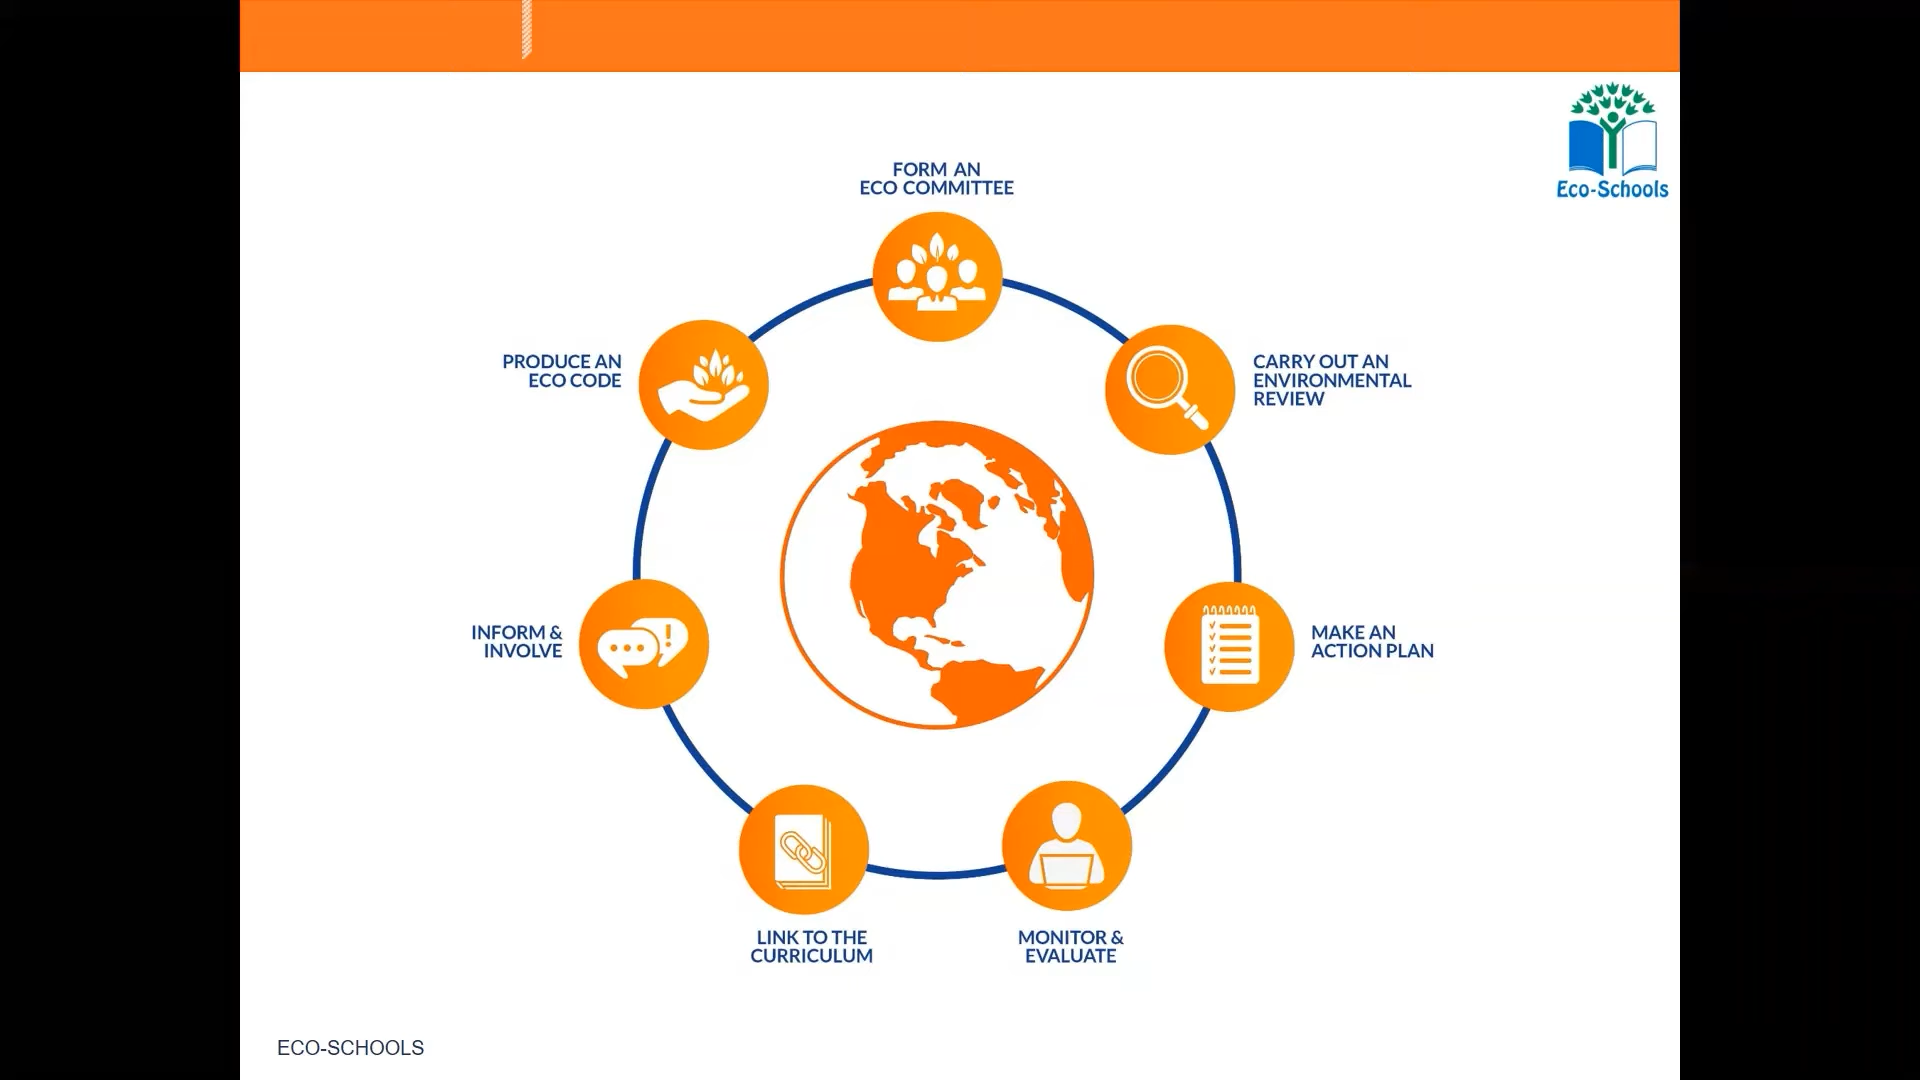 Eco-Schools
FORM AN
ECO COMMITTEE
CARRY OUT AN
ENVIRONMENTAL
REVIEW
MAKE AN
ACTION PLAN
MONITOR &
EVALUATE
LINK TO THE
CURRICULUM
INFORM &
INVOLVE
PRODUCE AN
ECO CODE
ECO-SCHOOLS